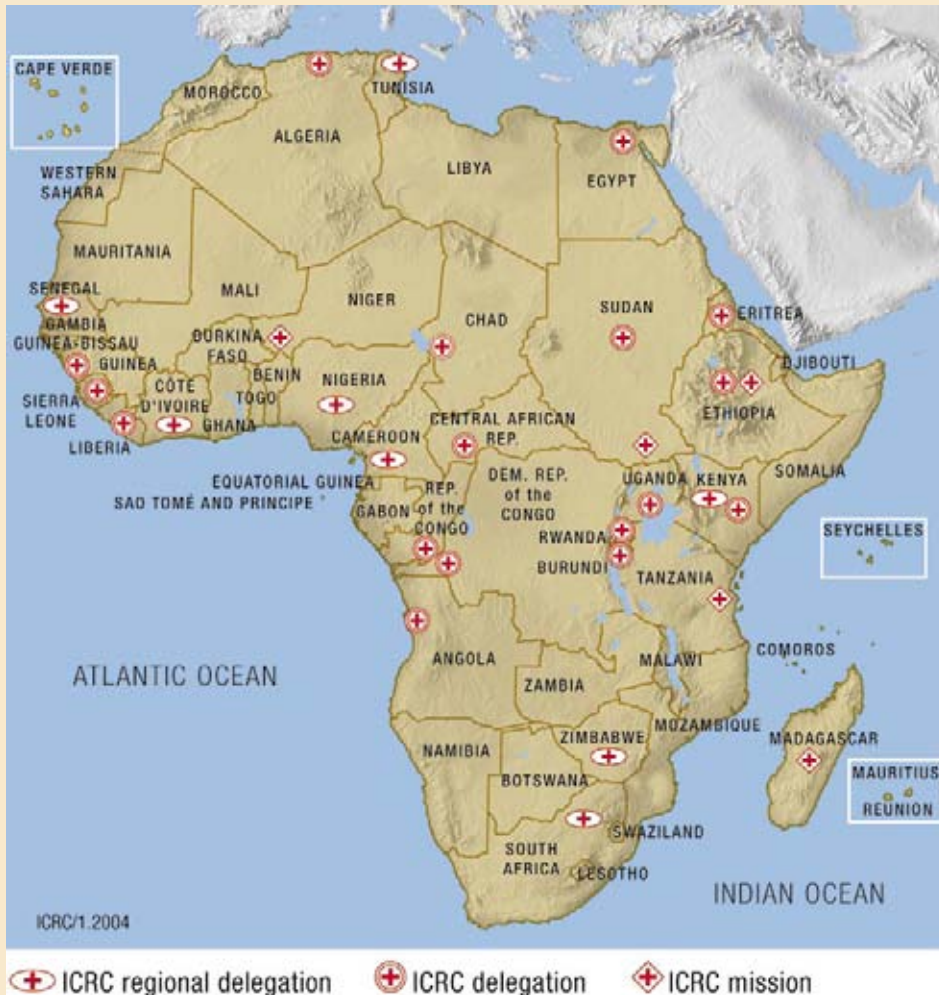 CAPE VERDE
MOROCCO
TUNISIA
ALGERIA
LIBYA
EGYPT
WESTERN
SAHARA
MAURITANIA
MALI
NIGER
CHAD
SUDAN
ERITREA
SENEGAL
GAMBIA
GUINEA-BISSAU
GUINEA
BURKINA
FASO
BENIN
NIGERIA
DJIBOUTI
SIERRA
LEONE
CÔTE
D'IVOIRE
TOGO
GHANA
LIBERIA
ETHIOPIA
CENTRAL AFRICAN
REP.
CAMEROON
SOMALIA
EQUATORIAL GUINEA
SAO TOMÉ AND PRINCIPE
GABON
REP.
of the
CONGO
DEM. REP.
of the
CONGO
UGANDA
KENYA
RWANDA
BURUNDI
TANZANIA
SEYCHELLES
ATLANTIC OCEAN
ANGOLA
ZAMBIA
MALAWI
COMOROS
MOZAMBIQUE
NAMIBIA
ZIMBABWE
BOTSWANA
MADAGASCAR
MAURITIUS
REUNION
SWAZILAND
SOUTH
AFRICA
LESOTHO
INDIAN OCEAN
ICRC/1.2004
ICRC regional delegation
ICRC delegation
ICRC mission